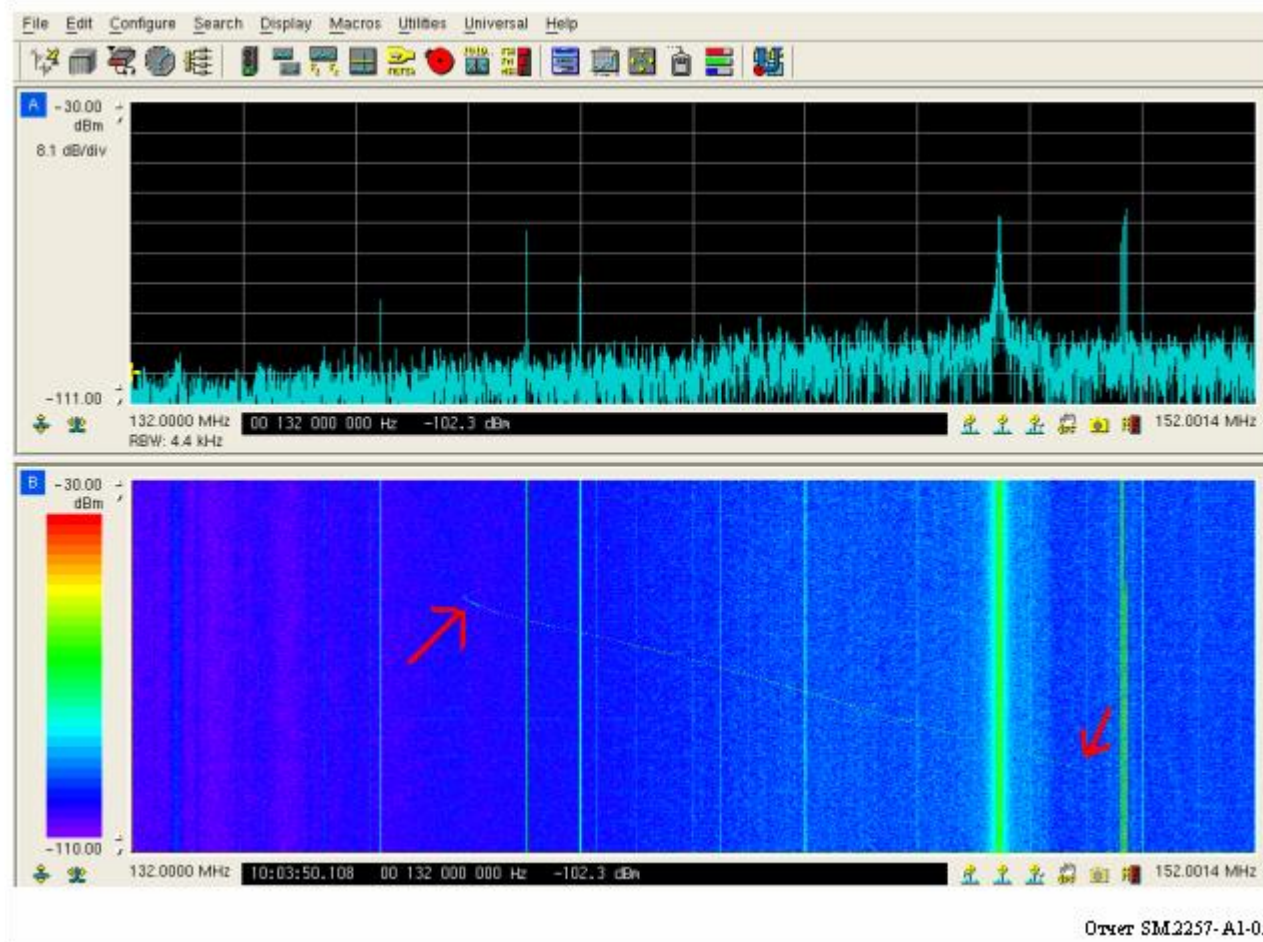 File Edit Configure Search Display Macros Utilities Universal Help
A -30.00
dBm
8.1 dB/div
-111.00
132.0000 MHz 00 132 000 000 Hz -102.3 dBm 152.0014 MHz
RBW: 4.4 kHz
B -30.00
dBm
-110.00
132.0000 MHz 10:03:50.108 00 132 000 000 Hz -102.3 dBm 152.0014 MHz
Отчет SM.2257-A1-0